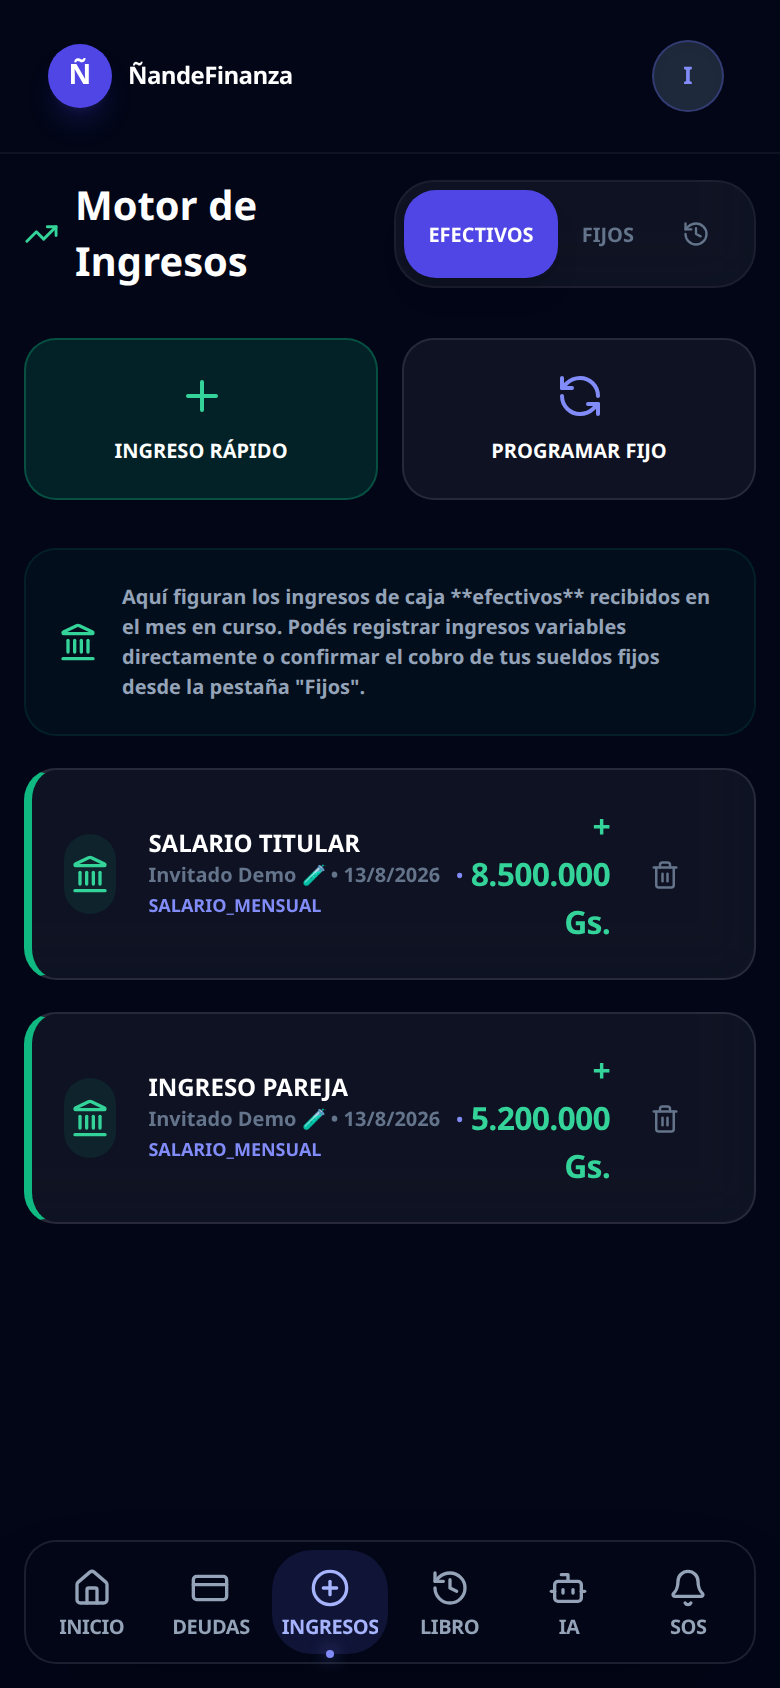 Ñ
ÑandeFinanza
I
Motor de
Ingresos
EFECTIVOS
FIJOS
INGRESO RÁPIDO
PROGRAMAR FIJO
Aquí figuran los ingresos de caja **efectivos** recibidos en
el mes en curso. Podés registrar ingresos variables
directamente o confirmar el cobro de tus sueldos fijos
desde la pestaña "Fijos".
SALARIO TITULAR
Invitado Demo 🧪 • 13/8/2026 •
SALARIO_MENSUAL
+
8.500.000
Gs.
INGRESO PAREJA
Invitado Demo 🧪 • 13/8/2026 •
SALARIO_MENSUAL
+
5.200.000
Gs.
INICIO
DEUDAS
INGRESOS
LIBRO
IA
SOS